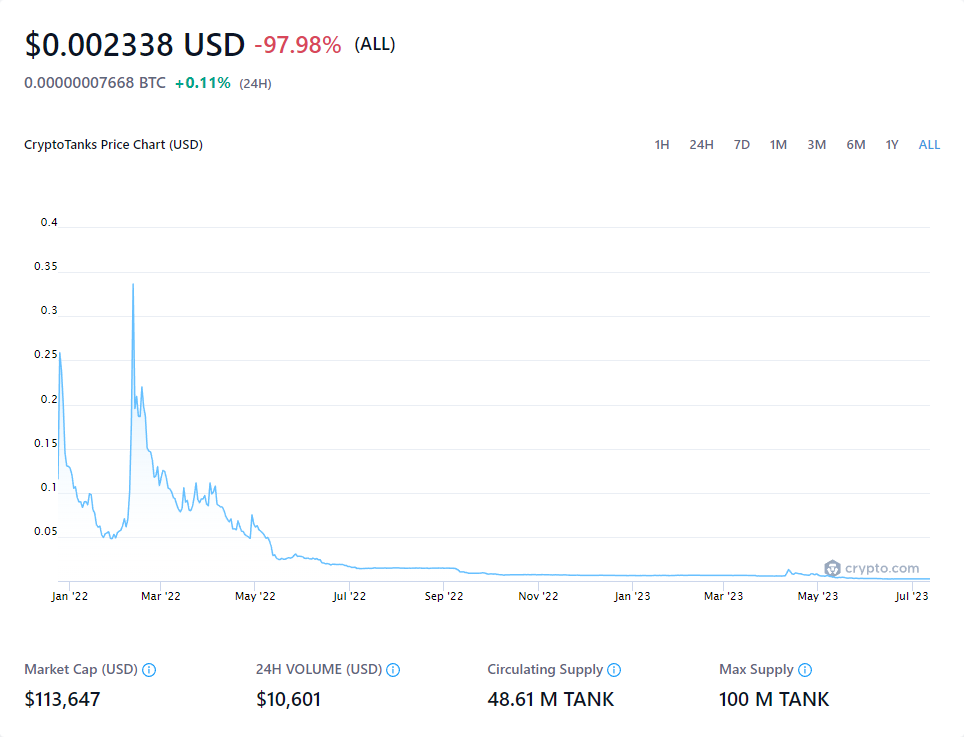 $0.002338 USD -97.98% (ALL)
0.00000007668 BTC +0.11% (24H)
CryptoTanks Price Chart (USD) 1H 24H 7D 1M 3M 6M 1Y ALL
0.4
0.35
0.3
0.25
0.2
0.15
0.1
0.05
crypto.com
Jan '22 Mar '22 May '22 Jul '22 Sep '22 Nov '22 Jan '23 Mar '23 May '23 Jul '23
Market Cap (USD) 24H VOLUME (USD) Circulating Supply Max Supply
$113,647 $10,601 48.61 M TANK 100 M TANK